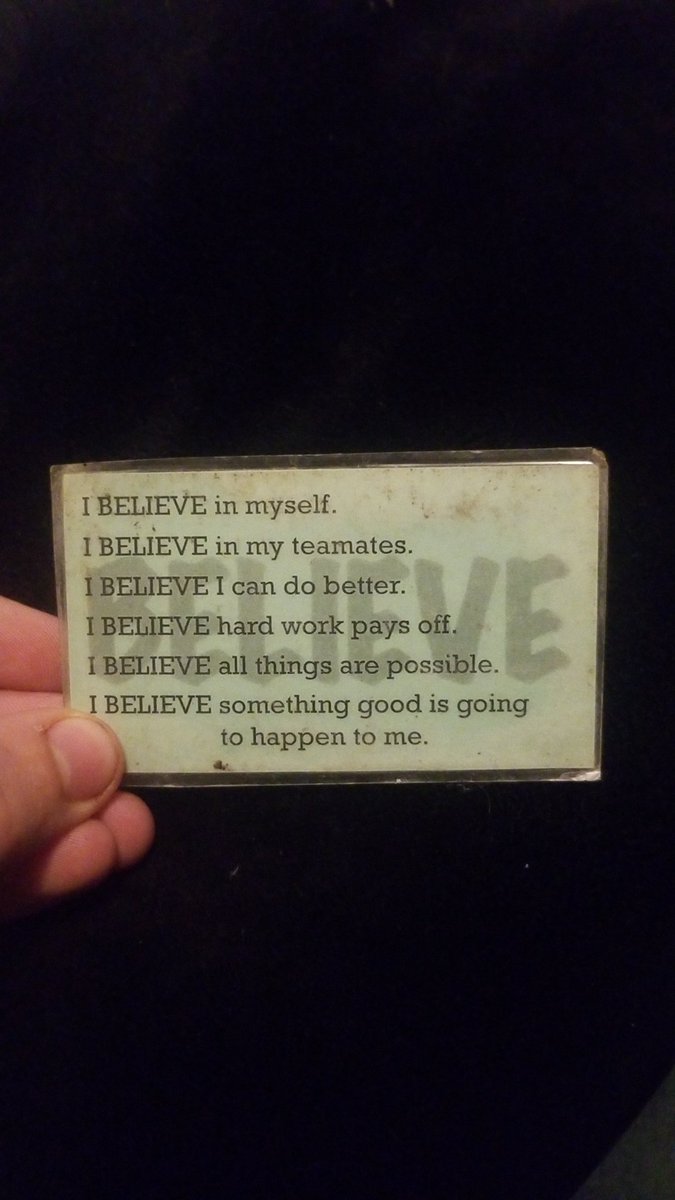 I BELIEVE in myself.
I BELIEVE in my teamates.
I BELIEVE I can do better.
I BELIEVE hard work pays off.
I BELIEVE all things are possible.
I BELIEVE something good is going
to happen to me.
BELIEVE